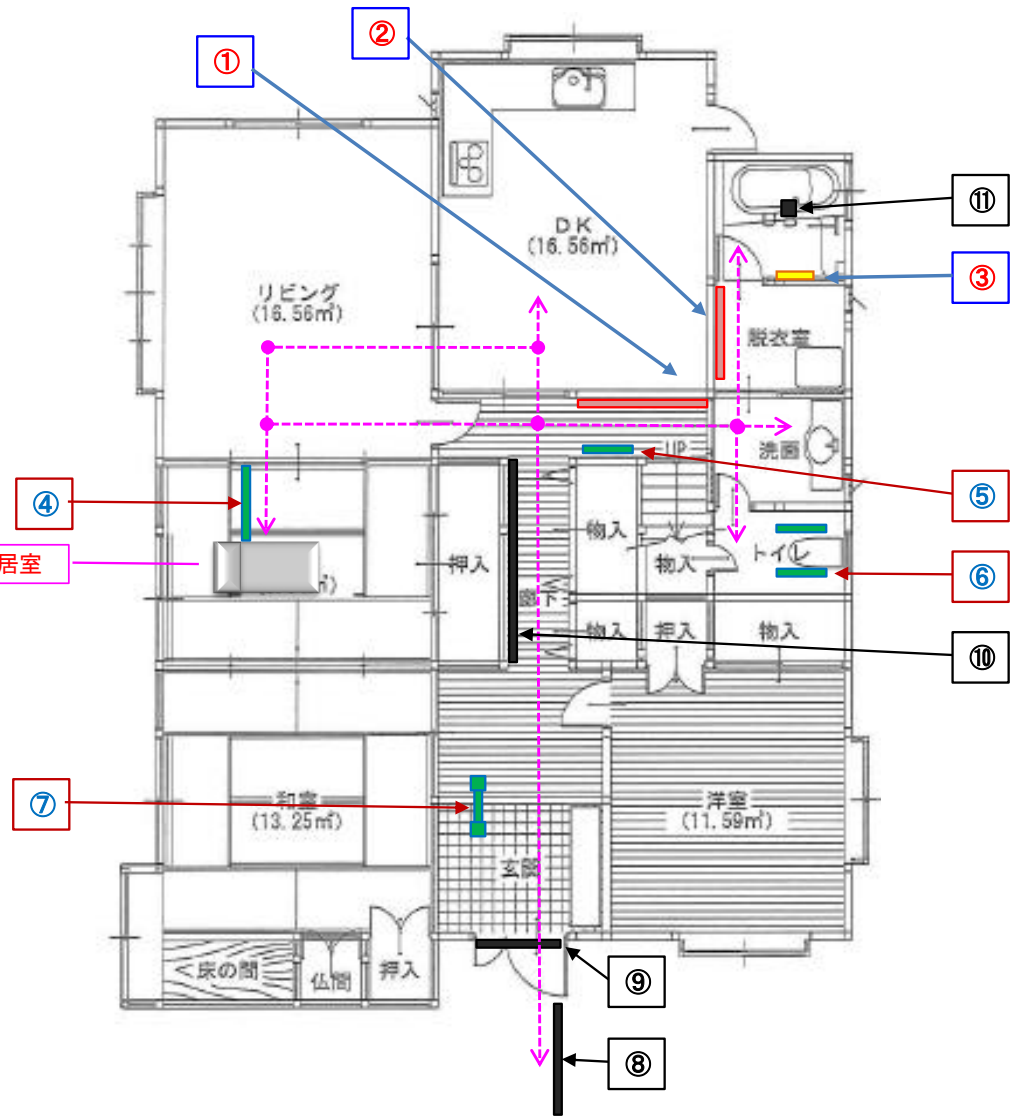 ②
①
⑪
DK
(16.56㎡)
③
リビング
(16.56㎡)
脱衣室
UP
洗面
④
⑤
物入
トイレ
居室
㎡)
押入
物入
⑥
廊下
物入
押入
物入
⑩
⑦
和室
(13.25㎡)
洋室
(11.59㎡)
玄関
床の間
仏間
押入
⑨
⑧